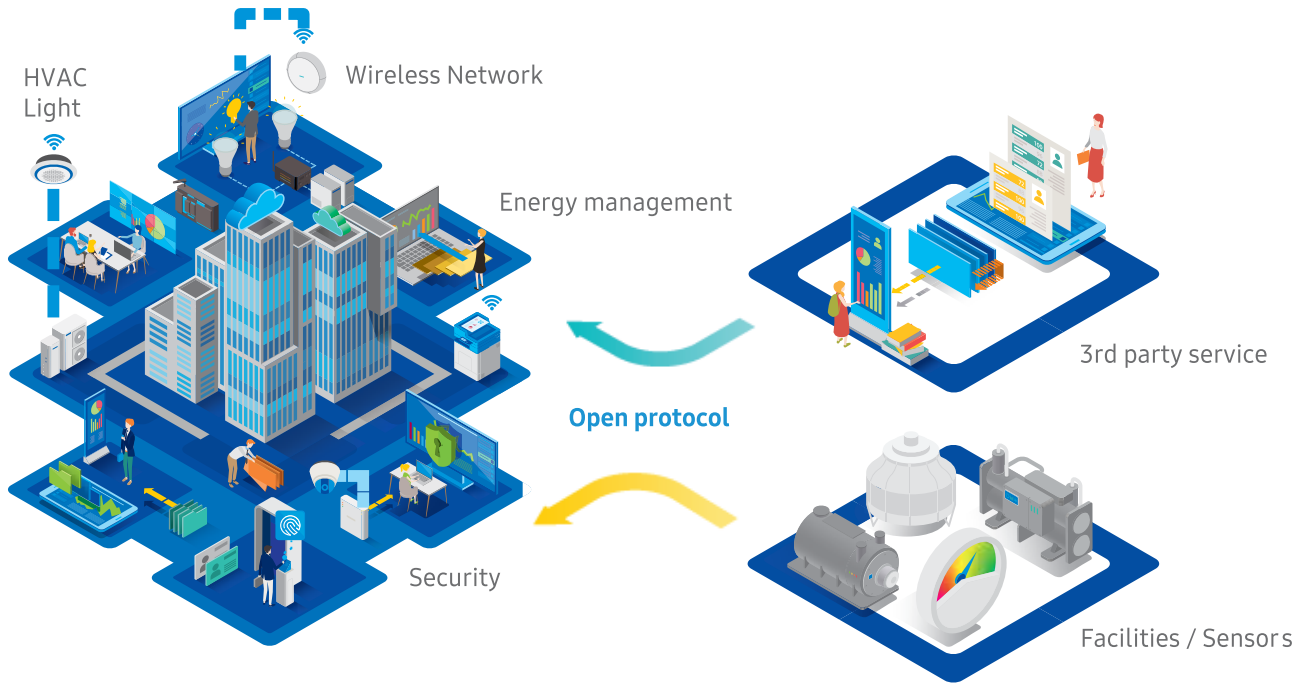 HVAC
Light
Wireless Network
Energy management
3rd party service
Open protocol
Security
Facilities / Sensors